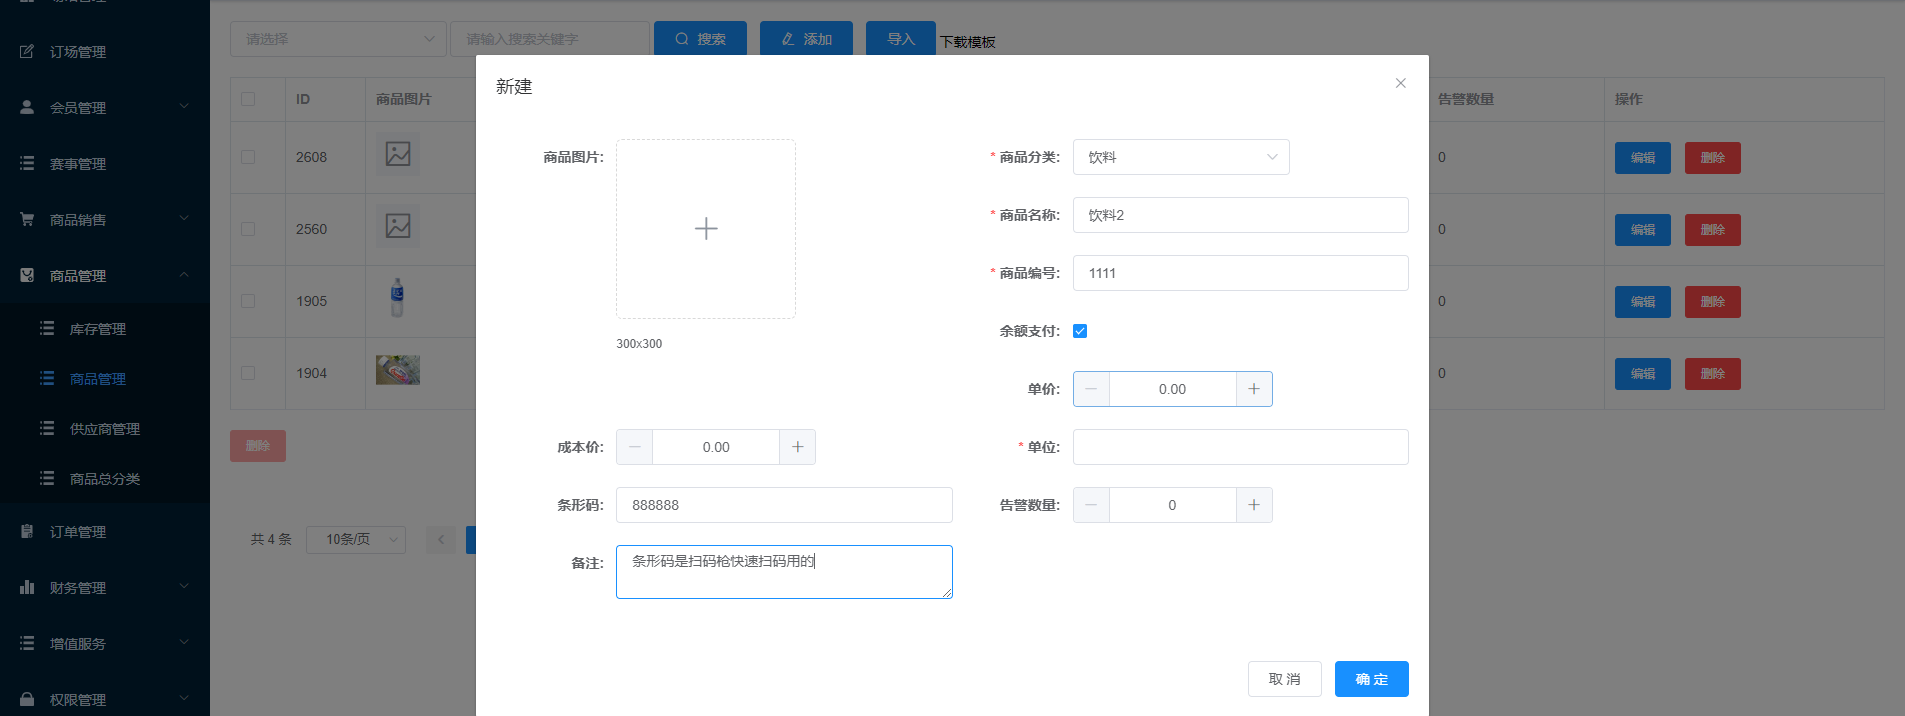 订场管理
会员管理
赛事管理
商品销售
商品管理
库存管理
商品管理
供应商管理
商品总分类
订单管理
财务管理
增值服务
权限管理
请选择
请输入搜索关键字
搜索
添加
导入
下载模板
ID
商品图片
告警数量
操作
2608
0
编辑
删除
2560
0
编辑
删除
1905
0
编辑
删除
1904
0
编辑
删除
删除
共 4 条
10条/页
新建
商品图片:
300x300
* 商品分类:
饮料
* 商品名称:
饮料2
* 商品编号:
1111
余额支付:
单价:
0.00
成本价:
0.00
* 单位:
条形码:
888888
告警数量:
0
备注:
条形码是扫码枪快速扫码用的
取 消
确 定